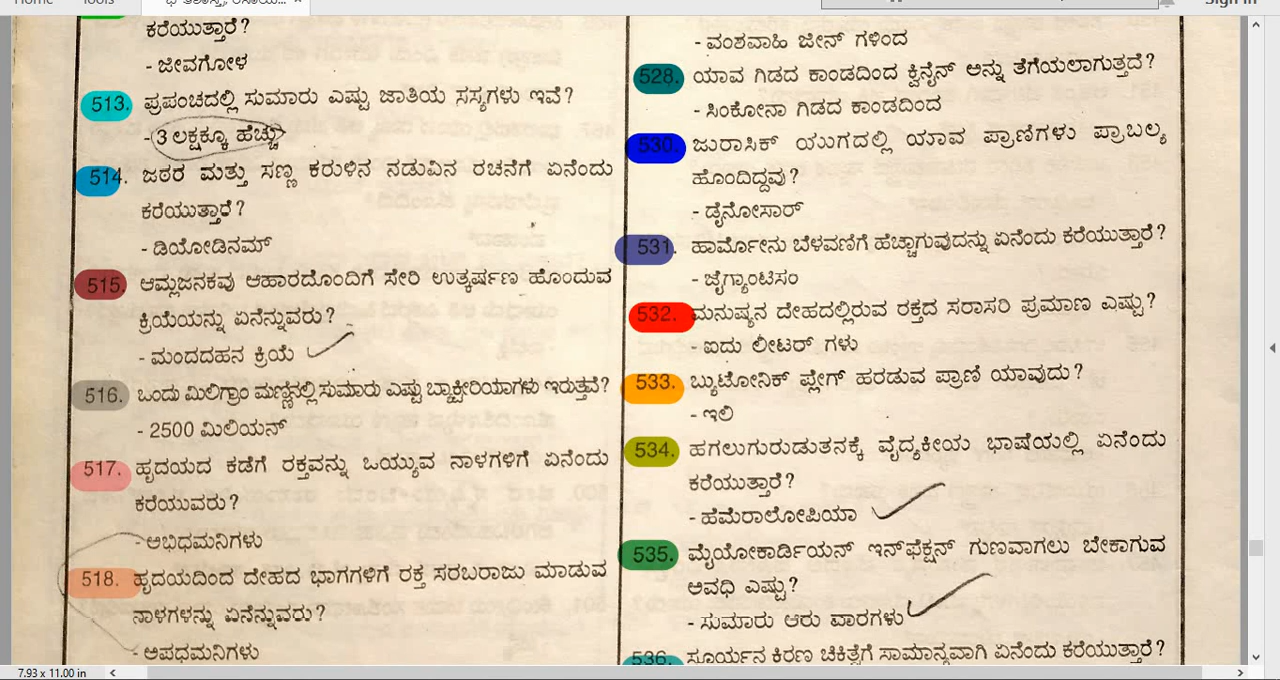 ಕರೆಯುತ್ತಾರೆ?
- ಜೀವಗೋಳ
513. ಪ್ರಪಂಚದಲ್ಲಿ ಸುಮಾರು ಎಷ್ಟು ಜಾತಿಯ ಸಸ್ಯಗಳು ಇವೆ?
- 3 ಲಕ್ಷಕ್ಕೂ ಹೆಚ್ಚು
514. ಜಠರ ಮತ್ತು ಸಣ್ಣ ಕರುಳಿನ ನಡುವಿನ ರಚನೆಗೆ ಏನೆಂದು
ಕರೆಯುತ್ತಾರೆ?
- ಡಿಯೋಡಿನಮ್
515. ಆಮ್ಲಜನಕವು ಆಹಾರದೊಂದಿಗೆ ಸೇರಿ ಉತ್ಕರ್ಷಣ ಹೊಂದುವ
ಕ್ರಿಯೆಯನ್ನು ಏನೆನ್ನುವರು?
- ಮಂದದಹನ ಕ್ರಿಯೆ
516. ಒಂದು ಮಿಲಿಗ್ರಾಂ ಮಣ್ಣಿನಲ್ಲಿ ಸುಮಾರು ಎಷ್ಟು ಬ್ಯಾಕ್ಟೀರಿಯಾಗಳು ಇರುತ್ತವೆ?
- 2500 ಮಿಲಿಯನ್
517. ಹೃದಯದ ಕಡೆಗೆ ರಕ್ತವನ್ನು ಒಯ್ಯುವ ನಾಳಗಳಿಗೆ ಏನೆಂದು
ಕರೆಯುವರು?
- ಅಭಿಧಮನಿಗಳು
518. ಹೃದಯದಿಂದ ದೇಹದ ಭಾಗಗಳಿಗೆ ರಕ್ತ ಸರಬರಾಜು ಮಾಡುವ
ನಾಳಗಳನ್ನು ಏನೆನ್ನುವರು?
- ಅಪಧಮನಿಗಳು
- ವಂಶವಾಹಿ ಜೀನ್ ಗಳಿಂದ
528. ಯಾವ ಗಿಡದ ಕಾಂಡದಿಂದ ಕ್ವಿನೈನ್ ಅನ್ನು ತೆಗೆಯಲಾಗುತ್ತದೆ?
- ಸಿಂಕೋನಾ ಗಿಡದ ಕಾಂಡದಿಂದ
530. ಜುರಾಸಿಕ್ ಯುಗದಲ್ಲಿ ಯಾವ ಪ್ರಾಣಿಗಳು ಪ್ರಾಬಲ್ಯ
ಹೊಂದಿದ್ದವು?
- ಡೈನೋಸಾರ್
531. ಹಾರ್ಮೋನು ಬೆಳವಣಿಗೆ ಹೆಚ್ಚಾಗುವುದನ್ನು ಏನೆಂದು ಕರೆಯುತ್ತಾರೆ?
- ಜೈಗ್ಯಾಂಟಿಸಂ
532. ಮನುಷ್ಯನ ದೇಹದಲ್ಲಿರುವ ರಕ್ತದ ಸರಾಸರಿ ಪ್ರಮಾಣ ಎಷ್ಟು?
- ಐದು ಲೀಟರ್ ಗಳು
533. ಬ್ಯುಟೋನಿಕ್ ಪ್ಲೇಗ್ ಹರಡುವ ಪ್ರಾಣಿ ಯಾವುದು?
- ಇಲಿ
534. ಹಗಲುಗುರುಡುತನಕ್ಕೆ ವೈದ್ಯಕೀಯ ಭಾಷೆಯಲ್ಲಿ ಏನೆಂದು
ಕರೆಯುತ್ತಾರೆ?
- ಹೆಮೆರಾಲೋಪಿಯಾ
535. ಮೈಯೋಕಾರ್ಡಿಯನ್ ಇನ್‌ಫೆಕ್ಷನ್ ಗುಣವಾಗಲು ಬೇಕಾಗುವ
ಅವಧಿ ಎಷ್ಟು?
- ಸುಮಾರು ಆರು ವಾರಗಳು
536. ಸೂರ್ಯನ ಕಿರಣ ಚಿಕಿತ್ಸೆಗೆ ಸಾಮಾನ್ಯವಾಗಿ ಏನೆಂದು ಕರೆಯುತ್ತಾರೆ?
7.93 x 11.00 in